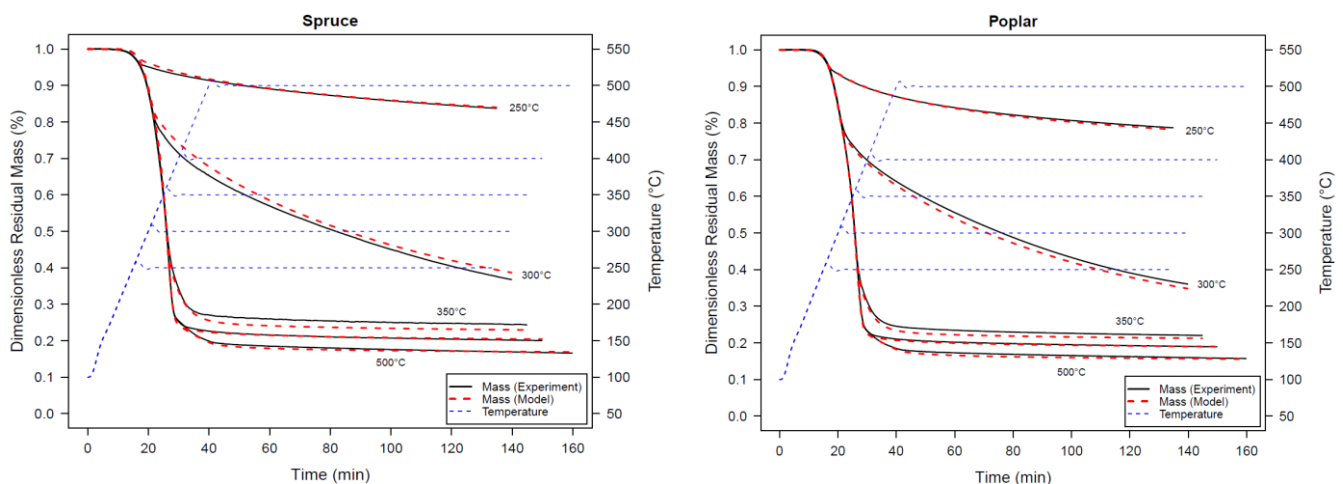 Spruce
Dimensionless Residual Mass (%)
1.0
0.9
0.8
0.7
0.6
0.5
0.4
0.3
0.2
0.1
0.0
250°C
300°C
350°C
500°C
Mass (Experiment)
Mass (Model)
Temperature
550
500
450
400
350
300
250
200
150
100
50
Temperature (°C)
0 20 40 60 80 100 120 140 160
Time (min)
Poplar
Dimensionless Residual Mass (%)
1.0
0.9
0.8
0.7
0.6
0.5
0.4
0.3
0.2
0.1
0.0
250°C
300°C
350°C
500°C
Mass (Experiment)
Mass (Model)
Temperature
550
500
450
400
350
300
250
200
150
100
50
Temperature (°C)
0 20 40 60 80 100 120 140 160
Time (min)